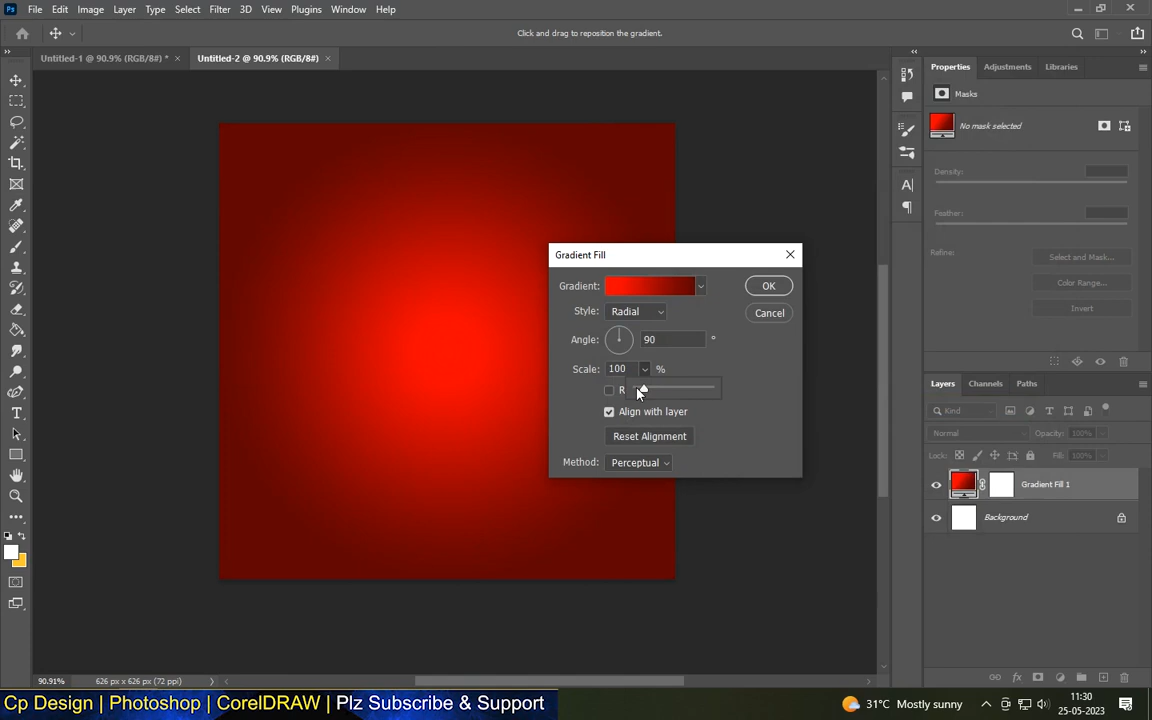 Ps File Edit Image Layer Type Select Filter 3D View Plugins Window Help
Click and drag to reposition the gradient.
Untitled-1 @ 90.9% (RGB/8#) * × Untitled-2 @ 90.9% (RGB/8#) ×
Properties Adjustments Libraries
Masks
No mask selected
Density:
Feather:
Refine:
Select and Mask...
Color Range...
Invert
Gradient Fill
Gradient:
OK
Style: Radial
Cancel
Angle: 90 °
Scale: 100 %
R
Align with layer
Reset Alignment
Method: Perceptual
Layers Channels Paths
Kind
Normal Opacity: 100%
Lock: Fill: 100%
Gradient Fill 1
Background
90.91% 626 px x 626 px (72 ppi)
Cp Design | Photoshop | CorelDRAW | Plz Subscribe & Support
31°C Mostly sunny
11:30
25-05-2023